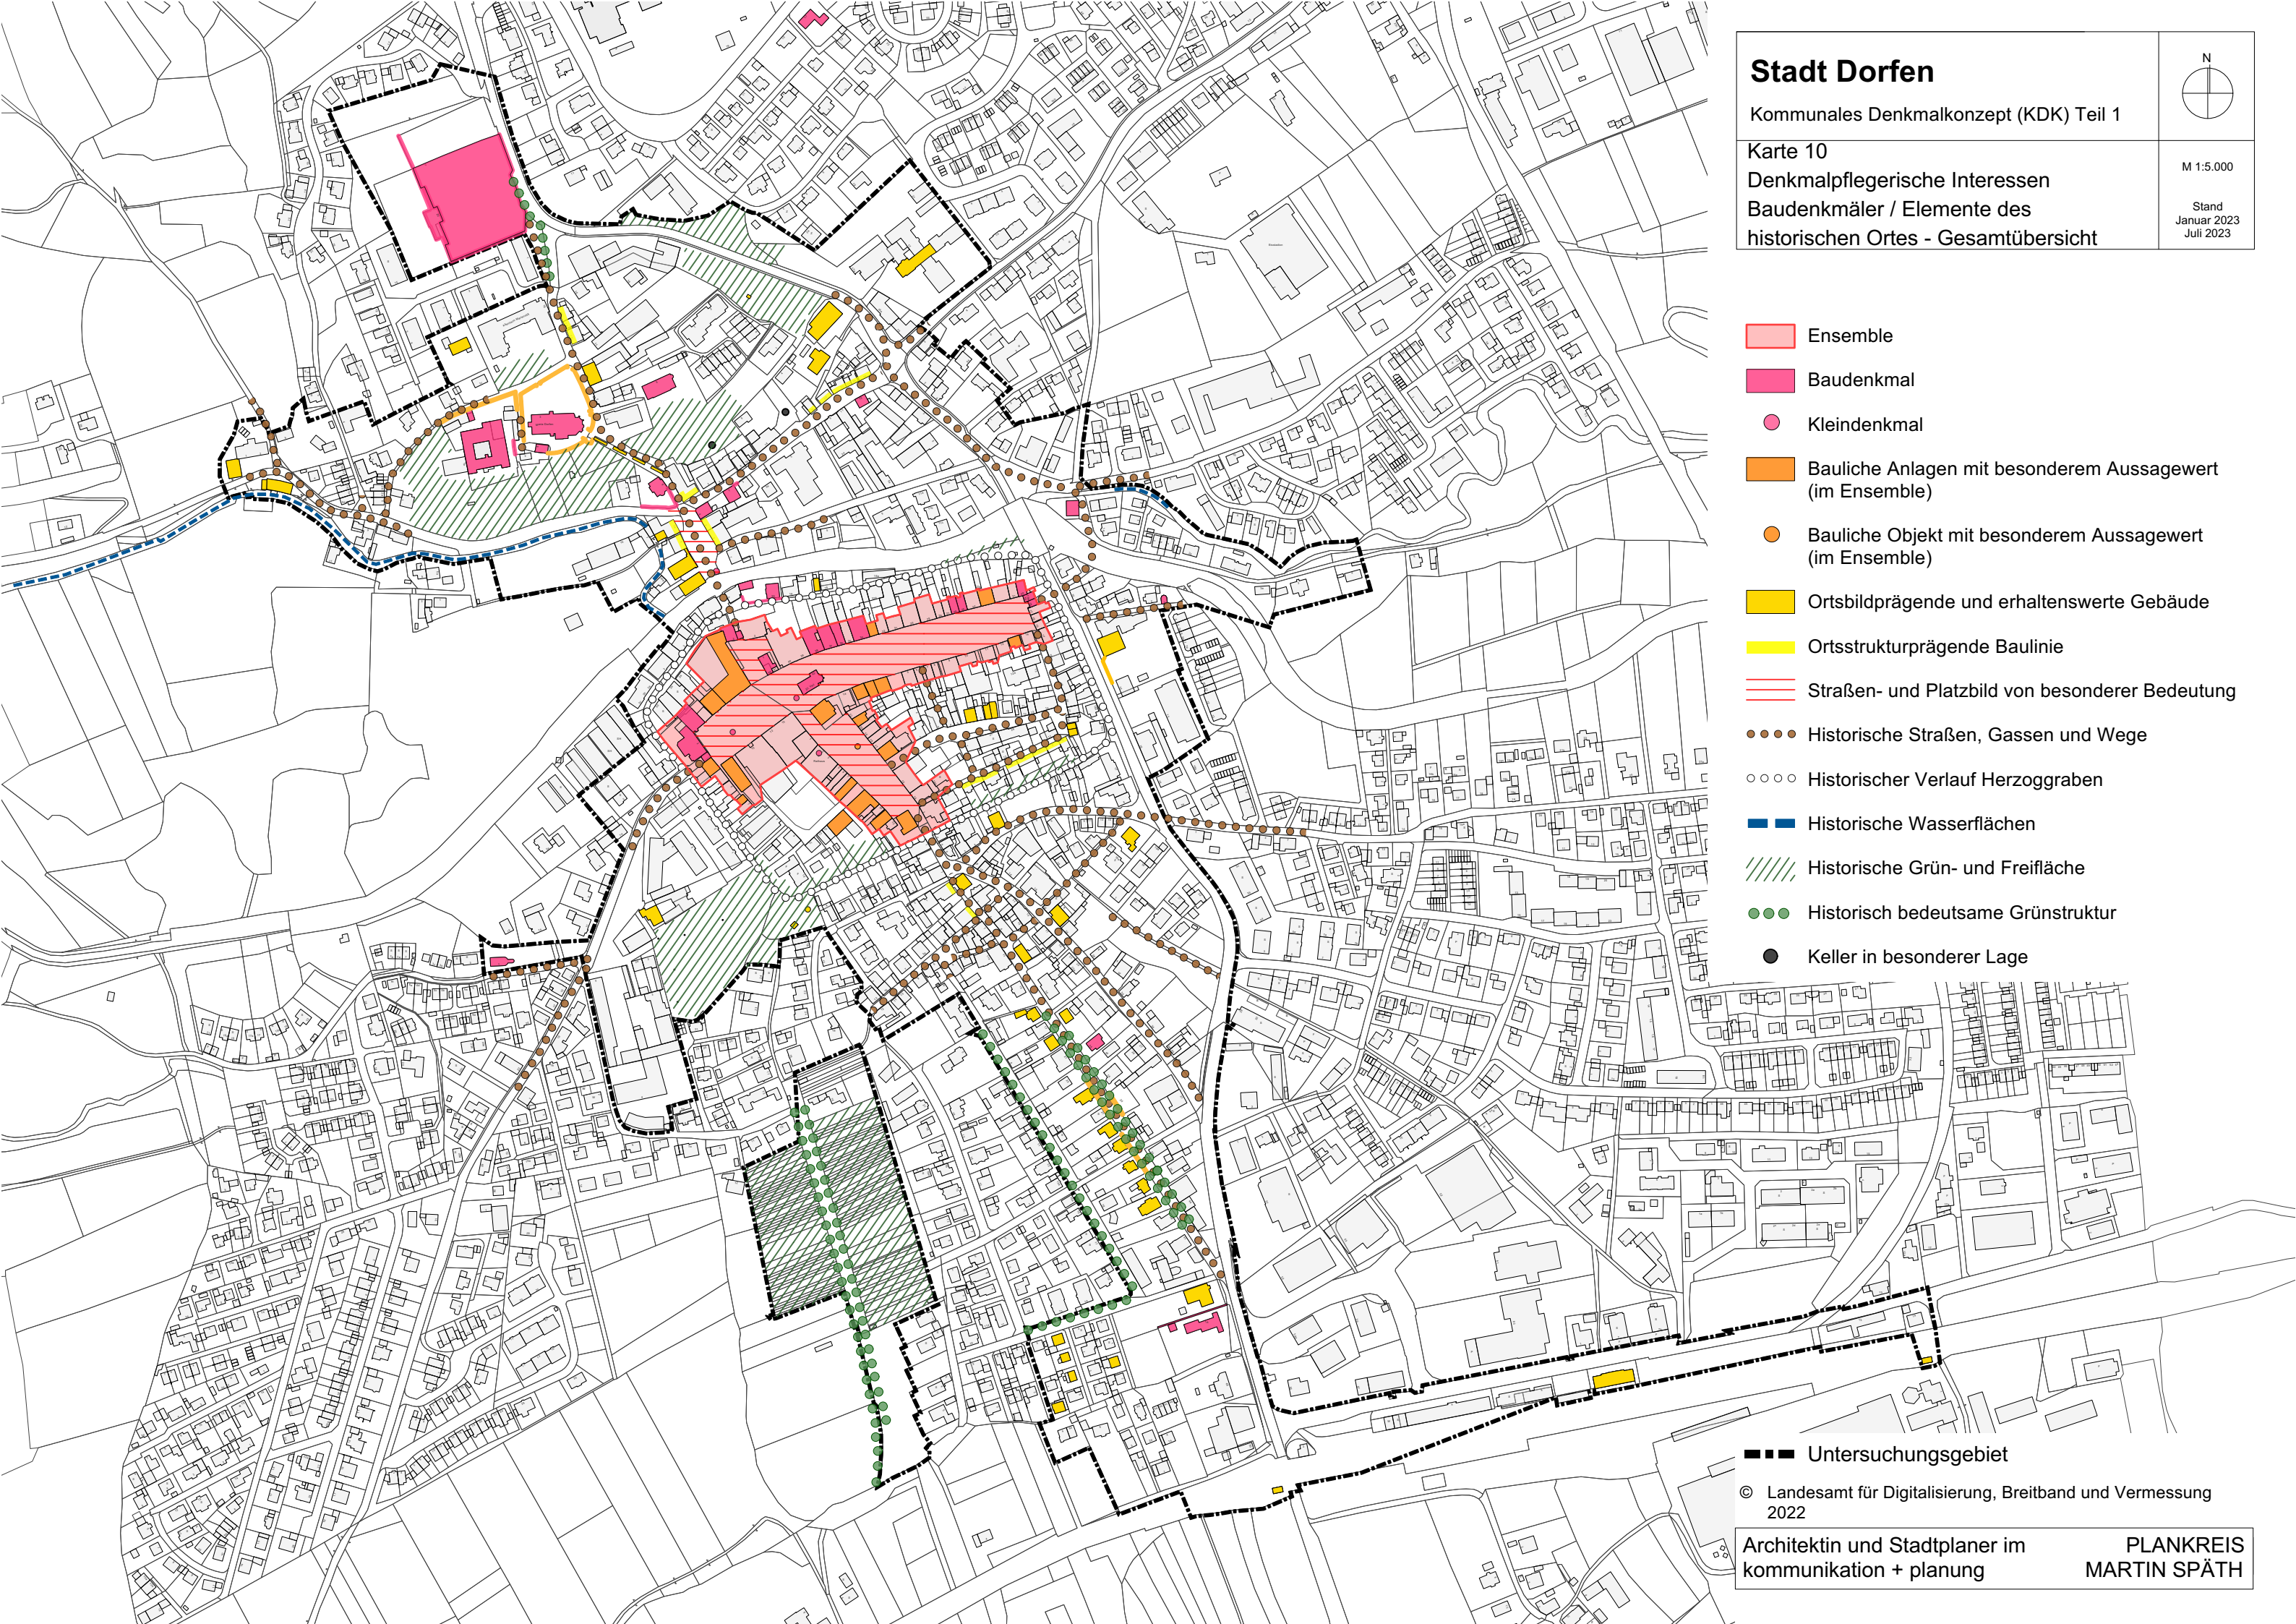 Stadt Dorfen
Kommunales Denkmalkonzept (KDK) Teil 1
N
Karte 10
Denkmalpflegerische Interessen
Baudenkmäler / Elemente des
historischen Ortes - Gesamtübersicht
M 1:5.000
Stand
Januar 2023
Juli 2023
Ensemble
Baudenkmal
Kleindenkmal
Bauliche Anlagen mit besonderem Aussagewert
(im Ensemble)
Bauliche Objekt mit besonderem Aussagewert
(im Ensemble)
Ortsbildprägende und erhaltenswerte Gebäude
Ortsstrukturprägende Baulinie
Straßen- und Platzbild von besonderer Bedeutung
Historische Straßen, Gassen und Wege
Historischer Verlauf Herzoggraben
Historische Wasserflächen
Historische Grün- und Freifläche
Historisch bedeutsame Grünstruktur
Keller in besonderer Lage
Untersuchungsgebiet
© Landesamt für Digitalisierung, Breitband und Vermessung
2022
Architektin und Stadtplaner im PLANKREIS
kommunikation + planung MARTIN SPÄTH